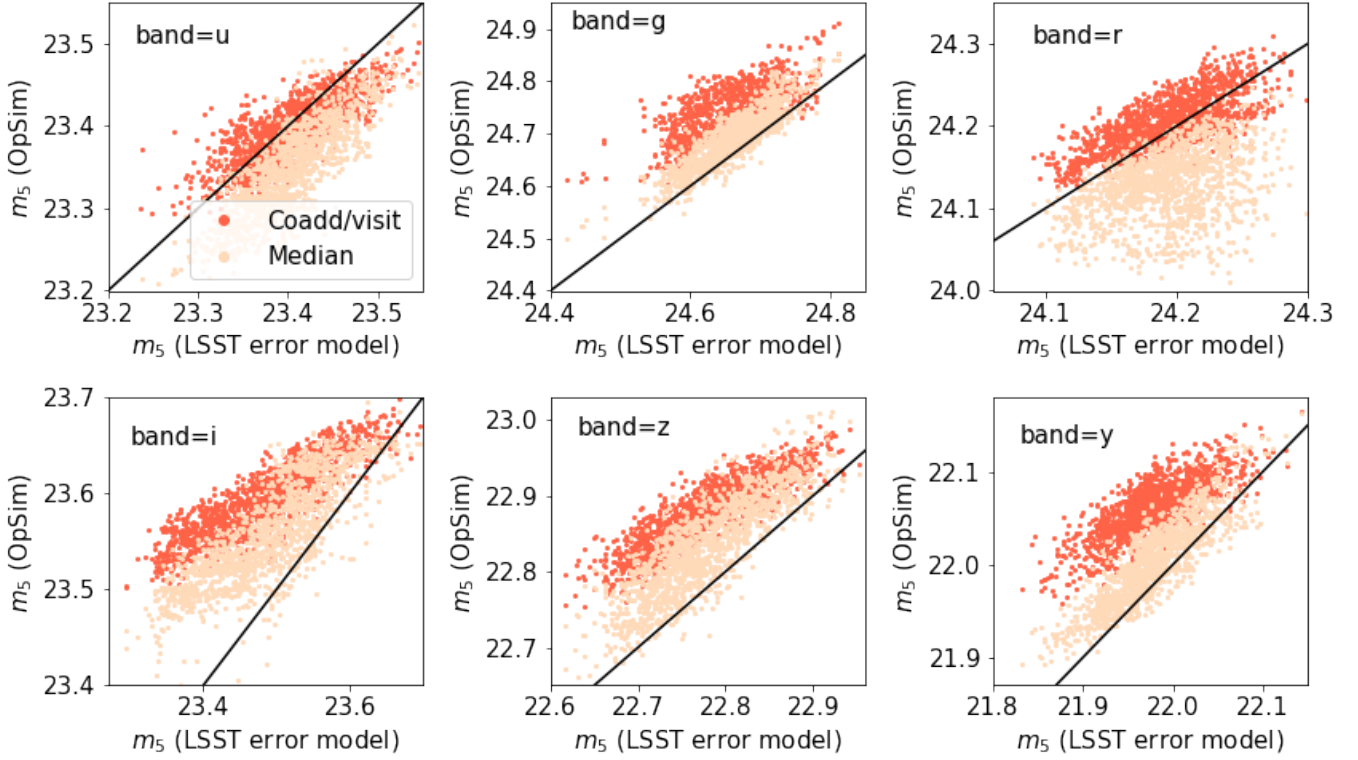 band=u
23.5
23.4
23.3
23.2
m5 (OpSim)
Coadd/visit
Median
23.2 23.3 23.4 23.5
m5 (LSST error model)
band=g
24.9
24.8
24.7
24.6
24.5
24.4
m5 (OpSim)
24.4 24.6 24.8
m5 (LSST error model)
band=r
24.3
24.2
24.1
24.0
m5 (OpSim)
24.1 24.2 24.3
m5 (LSST error model)
band=i
23.7
23.6
23.5
23.4
m5 (OpSim)
23.4 23.6
m5 (LSST error model)
band=z
23.0
22.9
22.8
22.7
m5 (OpSim)
22.6 22.7 22.8 22.9
m5 (LSST error model)
band=y
22.1
22.0
21.9
m5 (OpSim)
21.8 21.9 22.0 22.1
m5 (LSST error model)